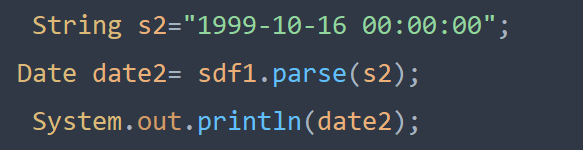 String s2="1999-10-16 00:00:00";
Date date2= sdf1.parse(s2);
System.out.println(date2);